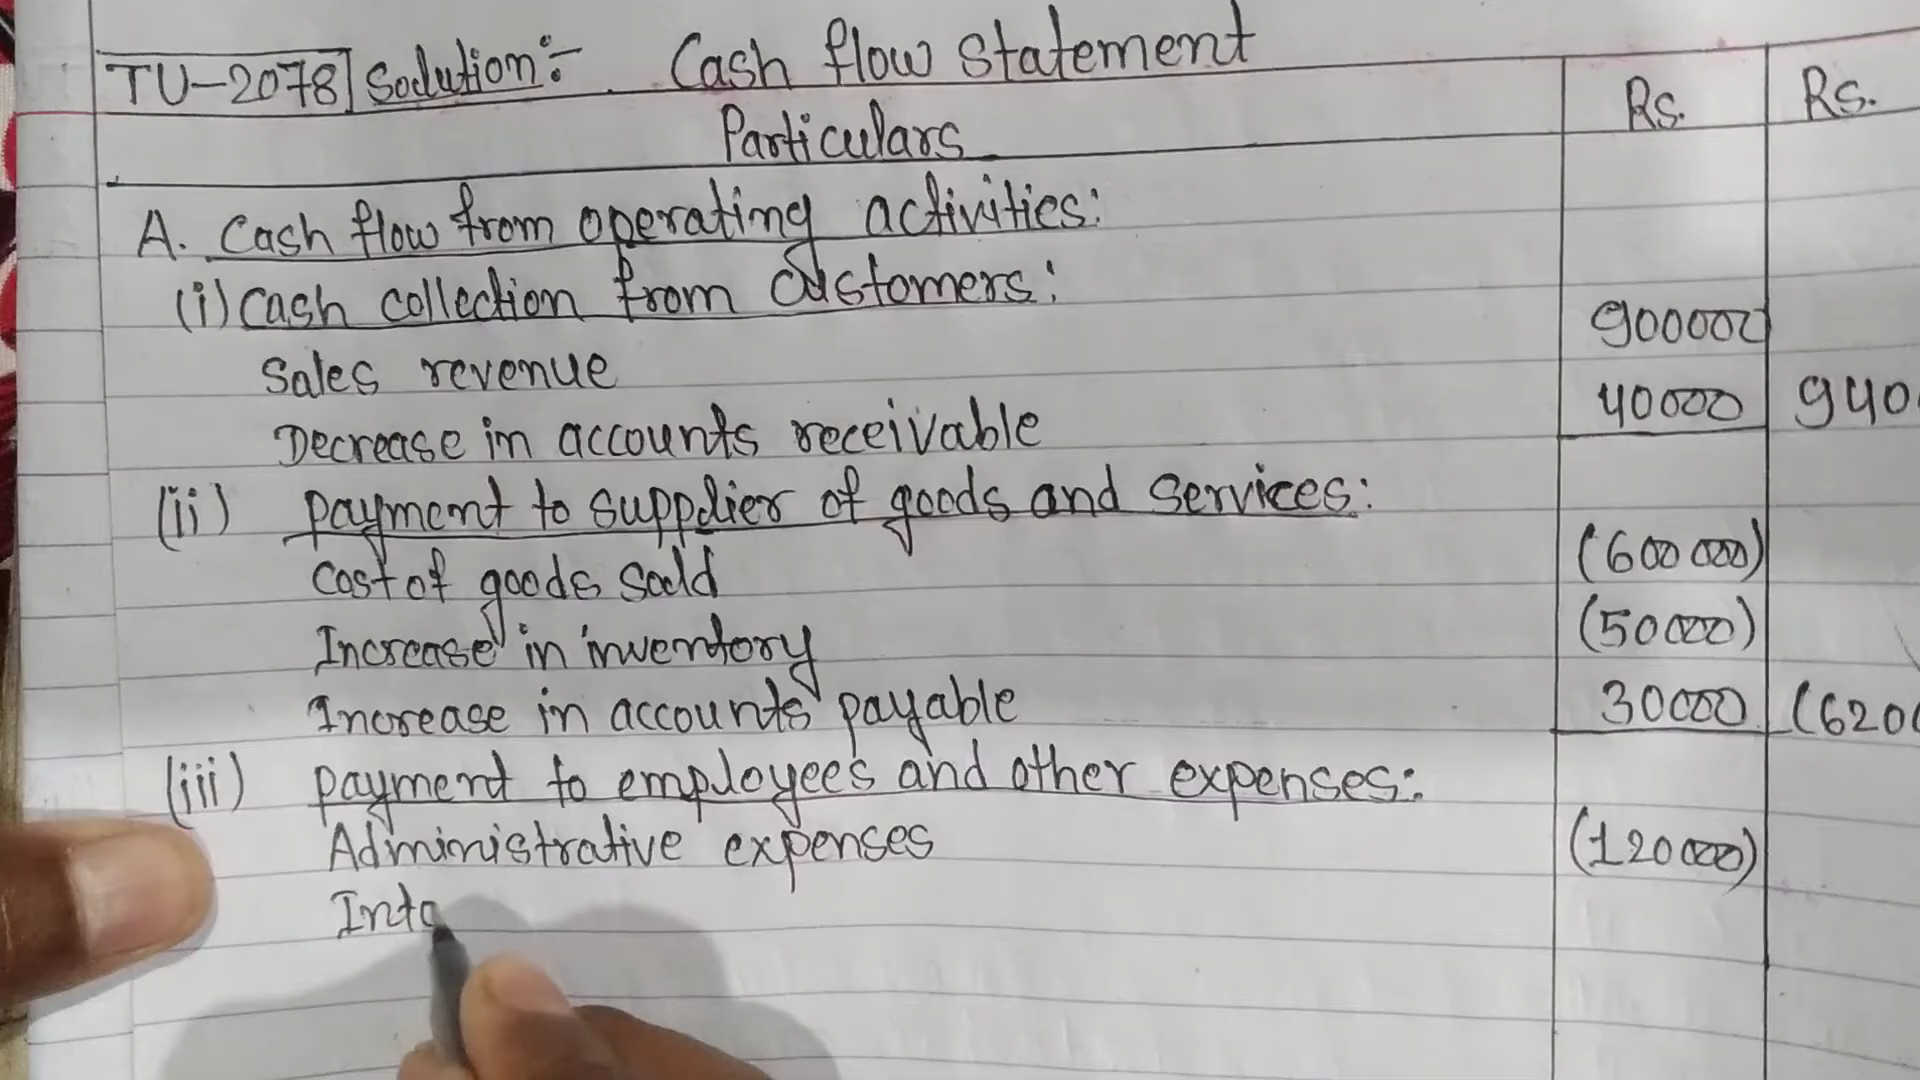 TU-2078] Solution:- Cash flow statement
Particulars Rs. Rs.
A. Cash flow from operating activities:
(i) Cash collection from customers:
Sales revenue 900000
Decrease in accounts receivable 40000 940
(ii) payment to supplier of goods and services:
Cost of goods sold (600000)
Increase in inventory (50000)
Increase in accounts payable 30000 (620
(iii) payment to employees and other expenses:
Administrative expenses (120000)
Inte